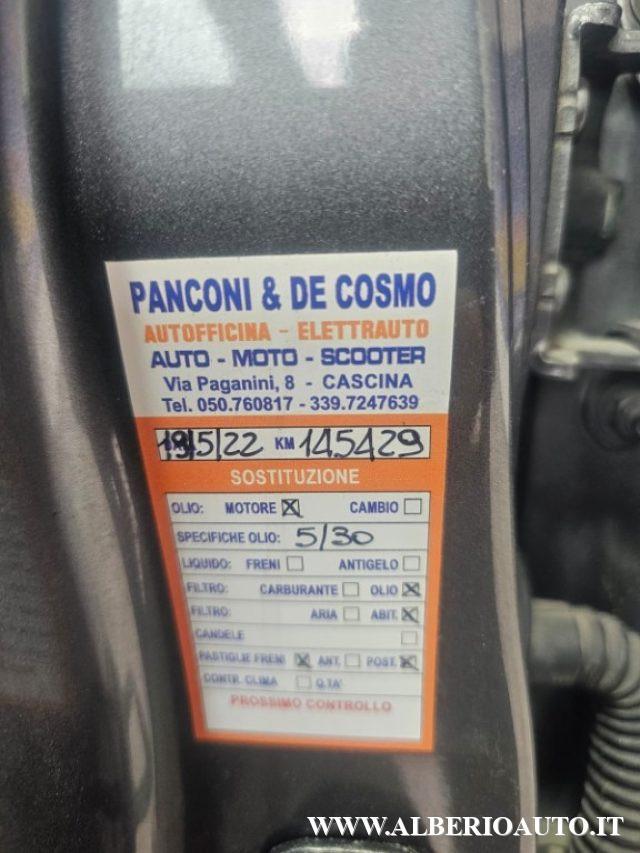 PANCONI & DE COSMO
AUTOFFICINA - ELETTRAUTO
AUTO - MOTO - SCOOTER
Via Paganini, 8 - CASCINA
Tel. 050.760817 - 339.7247639
19/5/22 KM 145429
SOSTITUZIONE
OLIO: MOTORE X CAMBIO
SPECIFICHE OLIO: 5/30
LIQUIDO: FRENI ANTIGELO
FILTRO: CARBURANTE OLIO X
FILTRO: ARIA ABIT. X
CANDELE
PASTIGLIE FRENI X ANT. POST. X
CONTR. CLIMA Q.TA'
PROSSIMO CONTROLLO
WWW.ALBERIOAUTO.IT